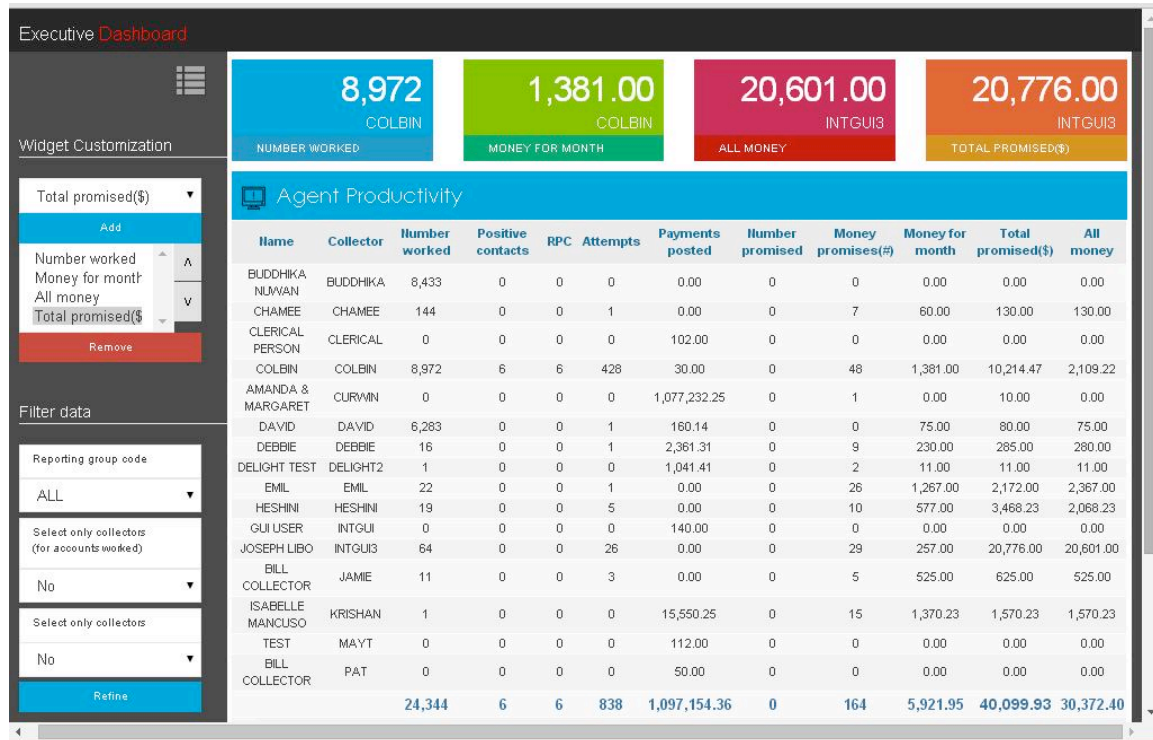 Executive Dashboard
Widget Customization
Total promised($)
Add
Number worked
Money for month
All money
Total promised($
Λ
V
Remove
Filter data
Reporting group code
ALL
Select only collectors
(for accounts worked)
No
Select only collectors
No
Refine
8,972
COLBIN
NUMBER WORKED
1,381.00
COLBIN
MONEY FOR MONTH
20,601.00
INTGUI3
ALL MONEY
20,776.00
INTGUI3
TOTAL PROMISED($)
Agent Productivity
Name Collector Number worked Positive contacts RPC Attempts Payments posted Number promised Money promises(#) Money for month Total promised($) All money
BUDDHIKA NUWAN BUDDHIKA 8,433 0 0 0 0.00 0 0 0.00 0.00 0.00
CHAMEE CHAMEE 144 0 0 1 0.00 0 7 60.00 130.00 130.00
CLERICAL PERSON CLERICAL 0 0 0 0 102.00 0 0 0.00 0.00 0.00
COLBIN COLBIN 8,972 6 6 428 30.00 0 48 1,381.00 10,214.47 2,109.22
AMANDA & MARGARET CURWIN 0 0 0 0 1,077,232.25 0 1 0.00 10.00 0.00
DAVID DAVID 6,283 0 0 1 160.14 0 0 75.00 80.00 75.00
DEBBIE DEBBIE 16 0 0 1 2,361.31 0 9 230.00 285.00 280.00
DELIGHT TEST DELIGHT2 1 0 0 0 1,041.41 0 2 11.00 11.00 11.00
EMIL EMIL 22 0 0 1 0.00 0 26 1,267.00 2,172.00 2,367.00
HESHINI HESHINI 19 0 0 5 0.00 0 10 577.00 3,468.23 2,068.23
GUI USER INTGUI 0 0 0 0 140.00 0 0 0.00 0.00 0.00
JOSEPH LIBO INTGUI3 64 0 0 26 0.00 0 29 257.00 20,776.00 20,601.00
BILL COLLECTOR JAMIE 11 0 0 3 0.00 0 5 525.00 625.00 525.00
ISABELLE MANCUSO KRISHAN 1 0 0 0 15,550.25 0 15 1,370.23 1,570.23 1,570.23
TEST MAYT 0 0 0 0 112.00 0 0 0.00 0.00 0.00
BILL COLLECTOR PAT 0 0 0 0 50.00 0 0 0.00 0.00 0.00
24,344 6 6 838 1,097,154.36 0 164 5,921.95 40,099.93 30,372.40